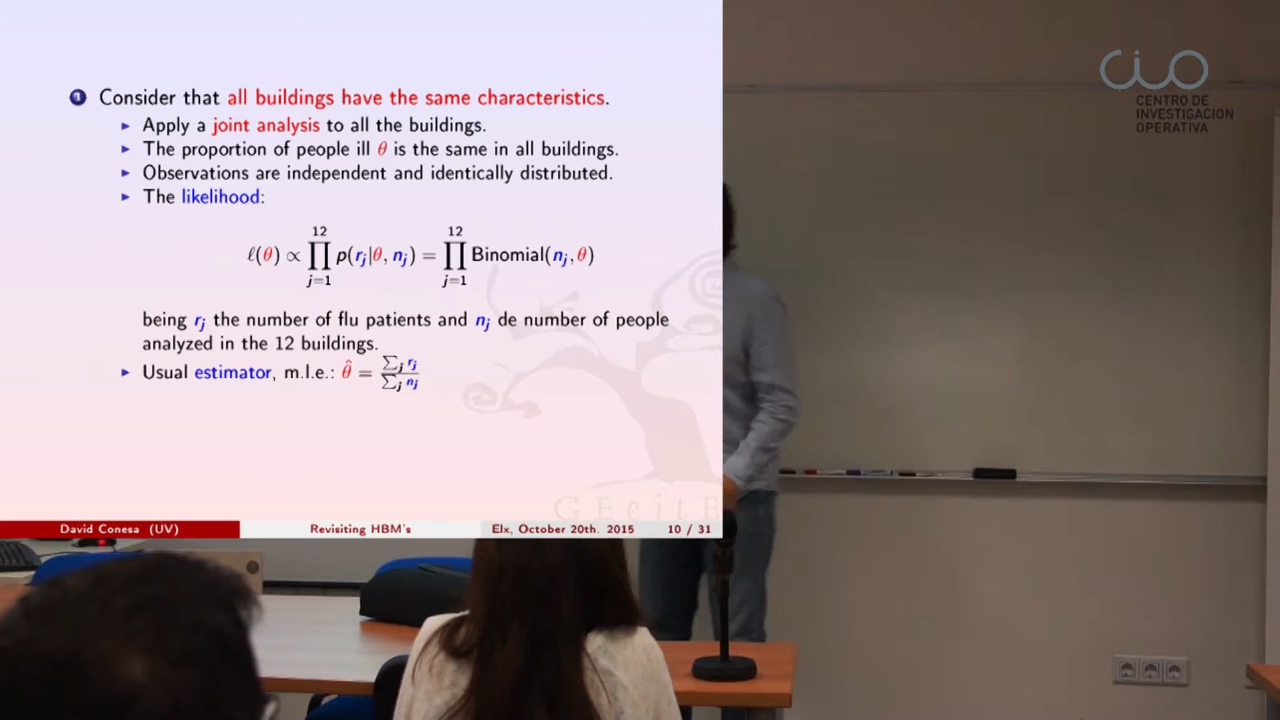 1 Consider that all buildings have the same characteristics.
▶ Apply a joint analysis to all the buildings.
▶ The proportion of people ill θ is the same in all buildings.
▶ Observations are independent and identically distributed.
▶ The likelihood:
ℓ(θ) ∝ ∏_{j=1}^{12} p(r_j|θ, n_j) = ∏_{j=1}^{12} Binomial(n_j, θ)
being r_j the number of flu patients and n_j de number of people
analyzed in the 12 buildings.
▶ Usual estimator, m.l.e.: θ̂ = ∑_j r_j / ∑_j n_j
GEeitE
David Conesa (UV) Revisiting HBM's Elx, October 20th. 2015 10 / 31
CIO
CENTRO DE
INVESTIGACION
OPERATIVA